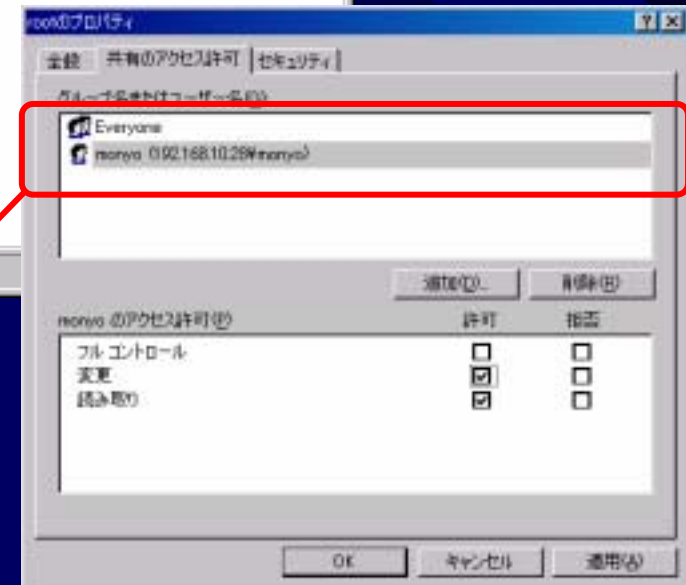 rootのプロパティ
全般 共有のアクセス許可 セキュリティ
グループ名またはユーザー名(G)
Everyone
monyo (192.168.10.28¥monyo)
追加(D)... 削除(R)
monyo のアクセス許可(P) 許可 拒否
フル コントロール
変更
読み取り
OK キャンセル 適用(A)